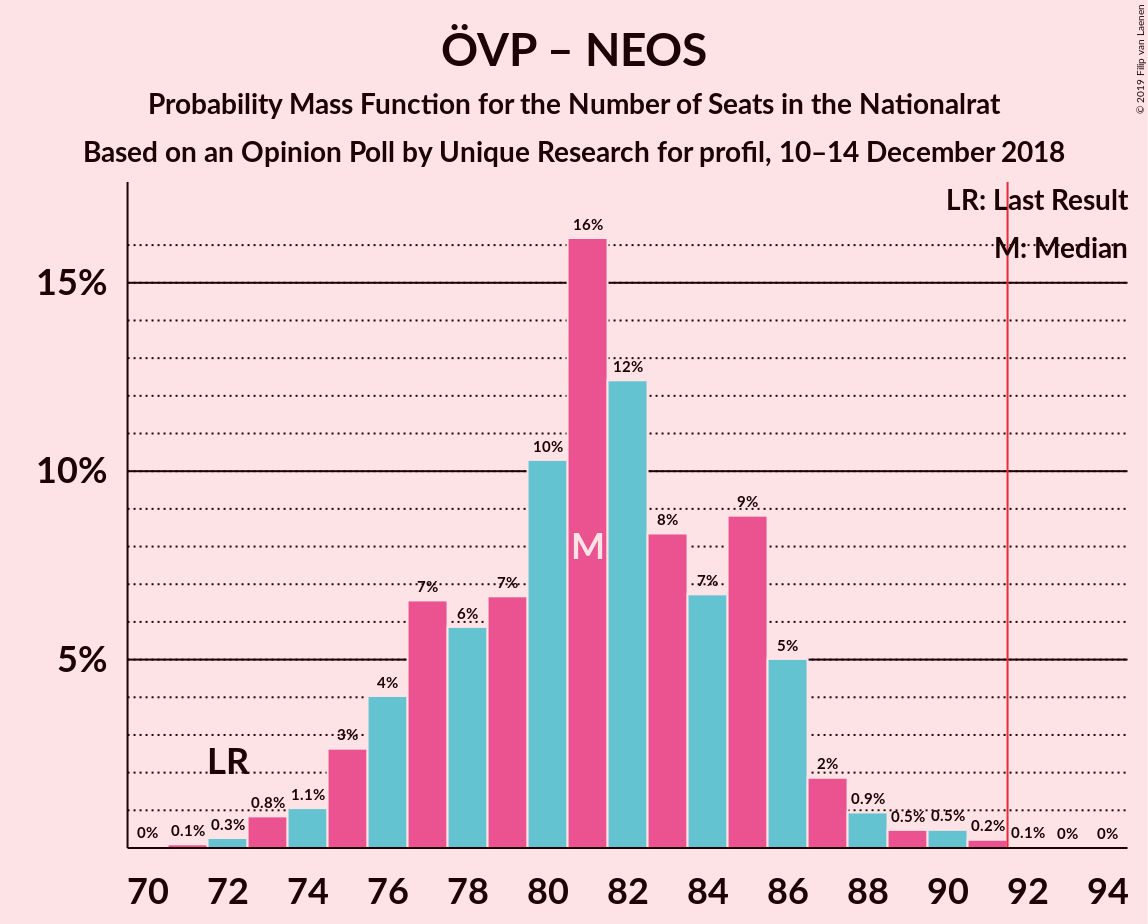 ÖVP – NEOS
Probability Mass Function for the Number of Seats in the Nationalrat
Based on an Opinion Poll by Unique Research for profil, 10–14 December 2018
© 2019 Filip van Laenen
LR: Last Result
M: Median
15%
10%
5%
0% 0.1% 0.3% 0.8% 1.1% 3% 4% 7% 6% 7% 10% 16% 12% 8% 7% 9% 5% 2% 0.9% 0.5% 0.5% 0.2% 0.1% 0% 0%
LR
M
70 72 74 76 78 80 82 84 86 88 90 92 94